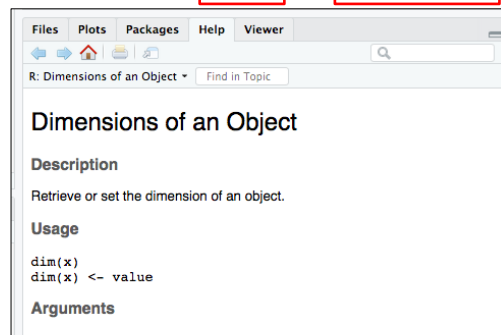 Files Plots Packages Help Viewer
R: Dimensions of an Object Find in Topic
Dimensions of an Object
Description
Retrieve or set the dimension of an object.
Usage
dim(x)
dim(x) <- value
Arguments